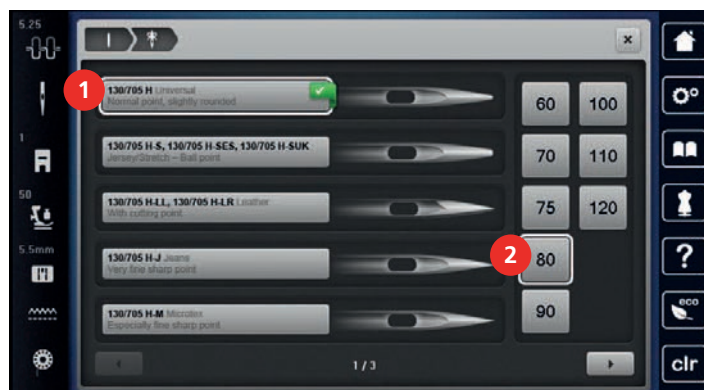 5.25
1
50
5.5mm
1
130/705 H Universal
Normal point, slightly rounded
130/705 H-S, 130/705 H-SES, 130/705 H-SUK
Jersey/Stretch – Ball point
130/705 H-LL, 130/705 H-LR Leather
With cutting point
130/705 H-J Jeans
Very fine sharp point
130/705 H-M Microtex
Especially fine sharp point
1 / 3
60 100
70 110
75 120
2
80
90
?
eco
clr